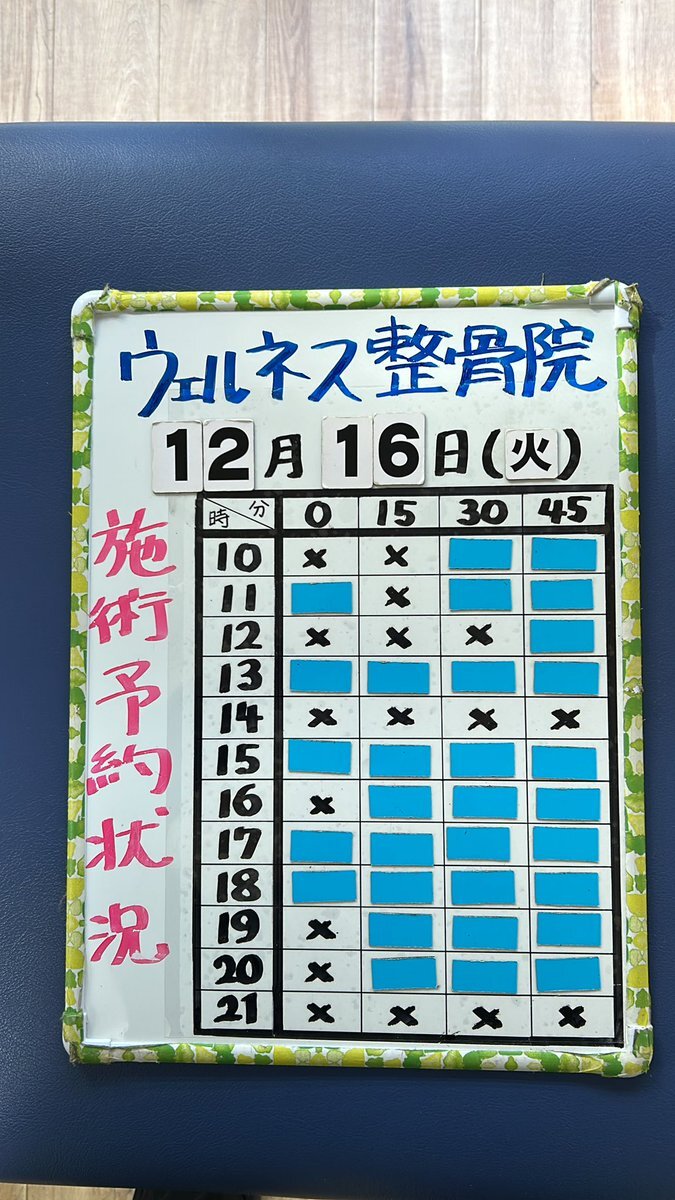 ウェルネス整骨院
12月16日(火)
施術予約状況
時 分 0 15 30 45
10 × ×
11 ×
12 × × ×
13
14 × × × ×
15
16 ×
17
18
19 ×
20 ×
21 × × × ×